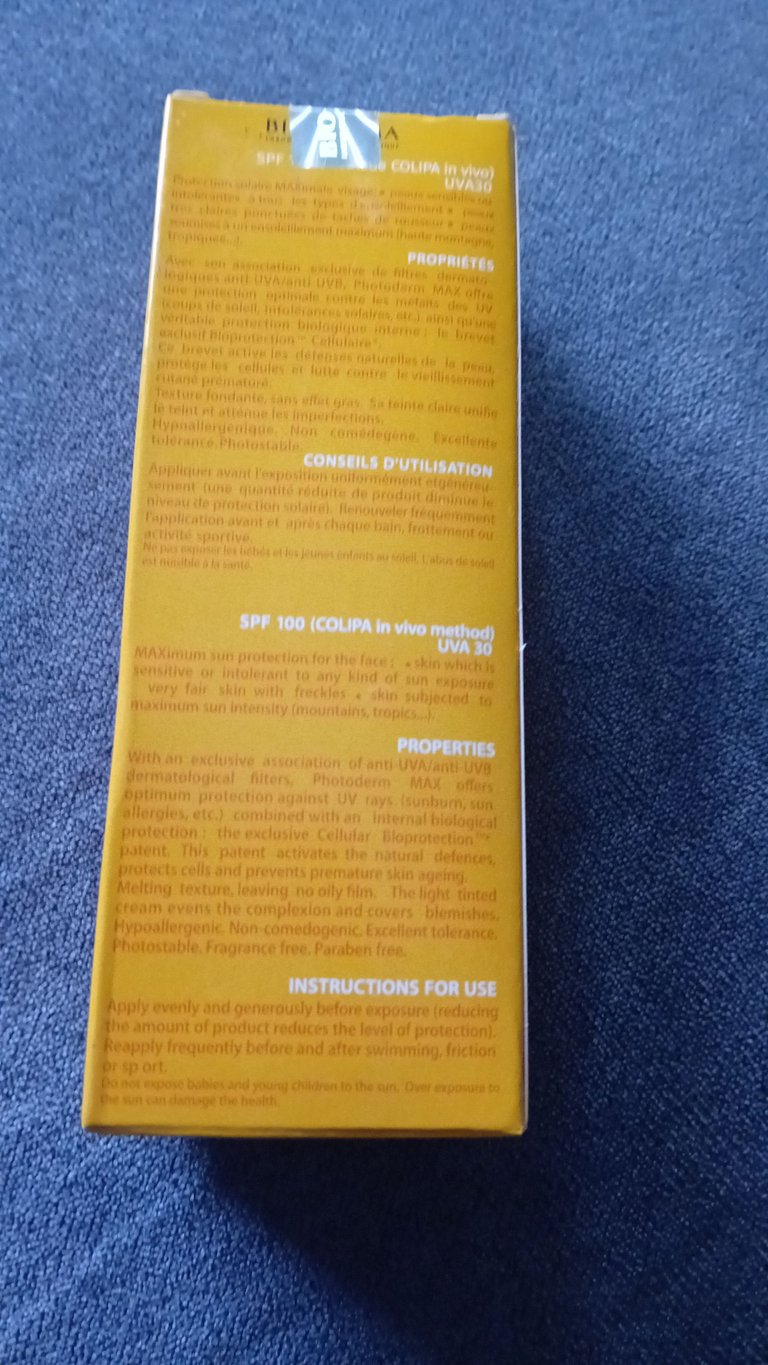 BIO
SPF COLIPA in vivo)
UVA30
Protection solaire MAXimale visage: • peaux sensibles ou
intolérantes à tous les types d'ensoleillement • peaux
très claires ponctuées de taches de rousseur • peaux
soumises à un ensoleillement maximum (haute montagne,
tropiques...).
PROPRIÉTÉS
Avec son association exclusive de filtres dermato-
logiques anti-UVA/anti-UVB, Photoderm MAX offre
une protection optimale contre les méfaits des UV
(coups de soleil, intolérances solaires, etc.) ainsi qu'une
véritable protection biologique interne : le brevet
exclusif Bioprotection™ Cellulaire*.
Ce brevet active les défenses naturelles de la peau,
protège les cellules et lutte contre le vieillissement
cutané prématuré.
Texture fondante, sans effet gras. Sa teinte claire unifie
le teint et atténue les imperfections.
Hypoallergénique. Non comédogène. Excellente
tolérance. Photostable.
CONSEILS D'UTILISATION
Appliquer avant l'exposition uniformément et généreu-
sement (une quantité réduite de produit diminue le
niveau de protection solaire). Renouveler fréquemment
l'application avant et après chaque bain, frottement ou
activité sportive.
Ne pas exposer les bébés et les jeunes enfants au soleil. L'abus de soleil
est nuisible à la santé.
SPF 100 (COLIPA in vivo method)
UVA 30
MAXimum sun protection for the face : • skin which is
sensitive or intolerant to any kind of sun exposure
very fair skin with freckles • skin subjected to
maximum sun intensity (mountains, tropics...).
PROPERTIES
With an exclusive association of anti-UVA/anti-UVB
dermatological filters, Photoderm MAX offers
optimum protection against UV rays (sunburn, sun
allergies, etc.) combined with an internal biological
protection : the exclusive Cellular Bioprotection™*
patent. This patent activates the natural defences,
protects cells and prevents premature skin ageing.
Melting texture, leaving no oily film. The light tinted
cream evens the complexion and covers blemishes.
Hypoallergenic. Non-comedogenic. Excellent tolerance.
Photostable. Fragrance free. Paraben free.
INSTRUCTIONS FOR USE
Apply evenly and generously before exposure (reducing
the amount of product reduces the level of protection).
Reapply frequently before and after swimming, friction
or sp ort.
Do not expose babies and young children to the sun. Over exposure to
the sun can damage the health.